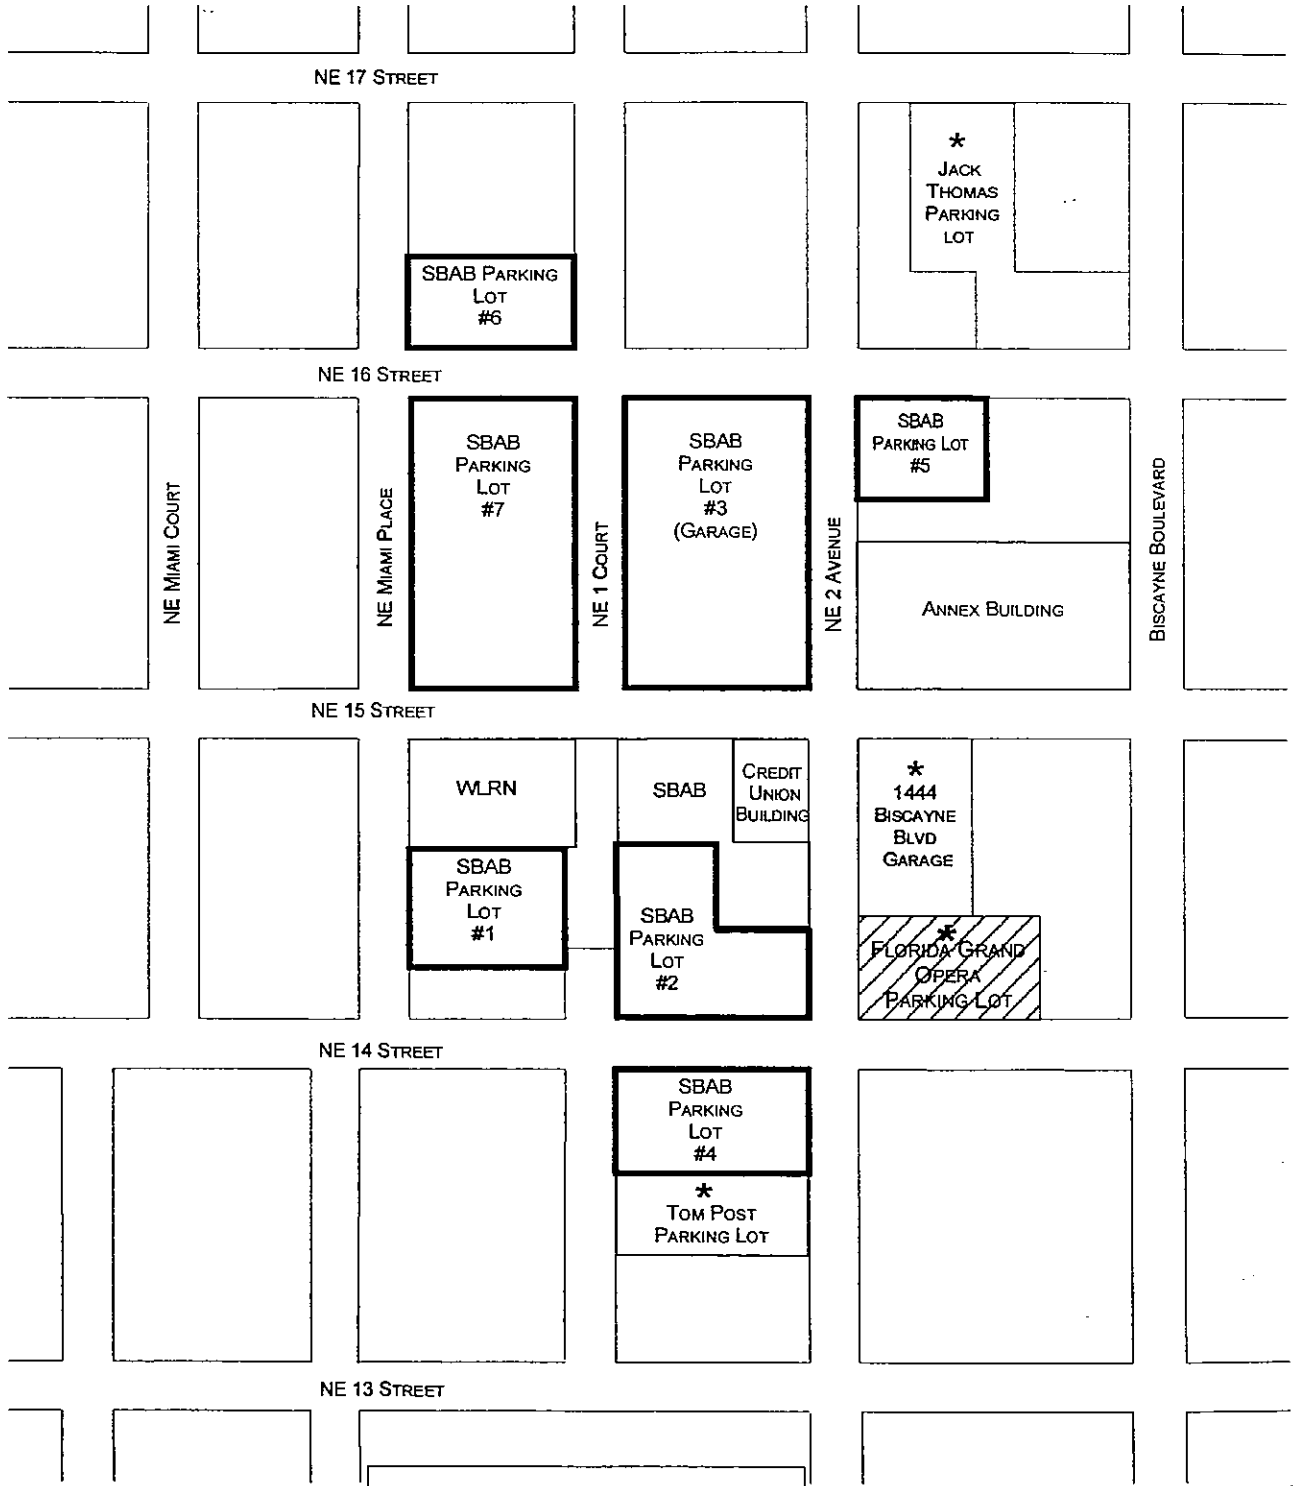 NE 17 STREET
*
JACK
THOMAS
PARKING
LOT
SBAB PARKING
LOT
#6
NE 16 STREET
SBAB
PARKING
LOT
#7
SBAB
PARKING
LOT
#3
(GARAGE)
SBAB
PARKING LOT
#5
NE MIAMI COURT
NE MIAMI PLACE
NE 1 COURT
NE 2 AVENUE
BISCAYNE BOULEVARD
ANNEX BUILDING
NE 15 STREET
WLRN
SBAB
CREDIT
UNION
BUILDING
*
1444
BISCAYNE
BLVD
GARAGE
SBAB
PARKING
LOT
#1
SBAB
PARKING
LOT
#2
*
FLORIDA GRAND
OPERA
PARKING LOT
NE 14 STREET
SBAB
PARKING
LOT
#4
*
TOM POST
PARKING LOT
NE 13 STREET